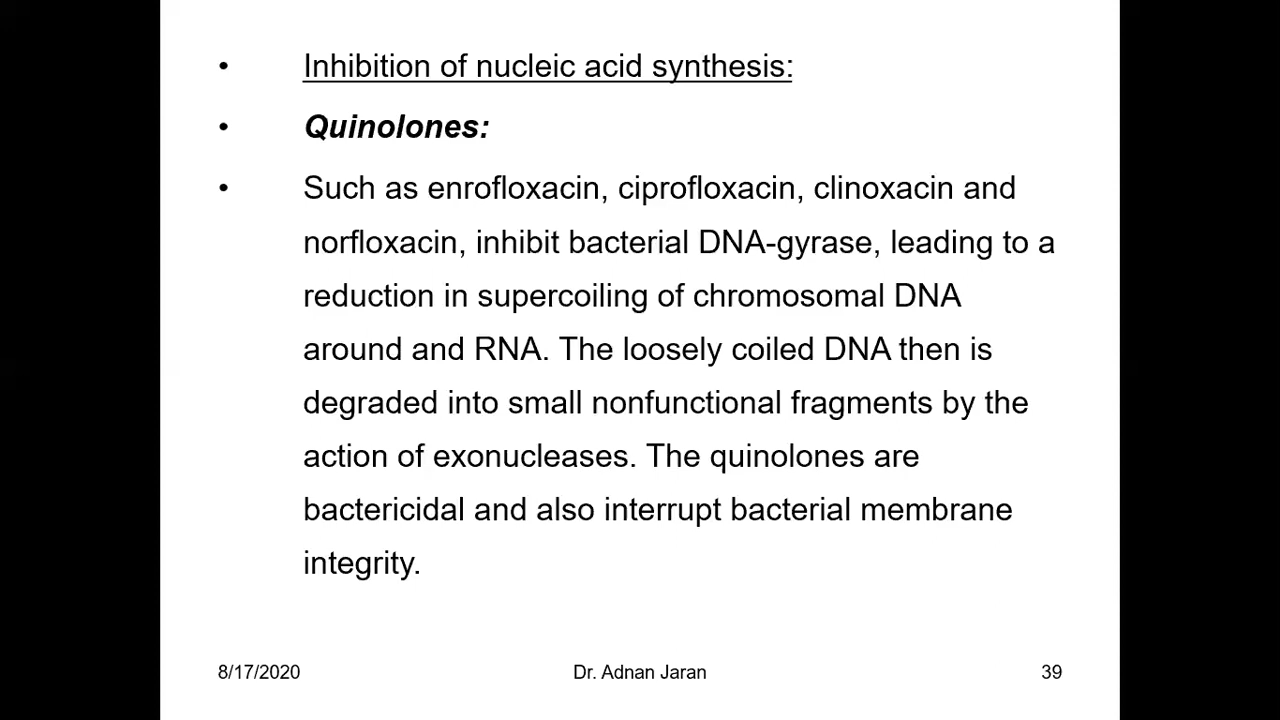 • Inhibition of nucleic acid synthesis:
• Quinolones:
• Such as enrofloxacin, ciprofloxacin, clinoxacin and
norfloxacin, inhibit bacterial DNA-gyrase, leading to a
reduction in supercoiling of chromosomal DNA
around and RNA. The loosely coiled DNA then is
degraded into small nonfunctional fragments by the
action of exonucleases. The quinolones are
bactericidal and also interrupt bacterial membrane
integrity.
8/17/2020 Dr. Adnan Jaran 39